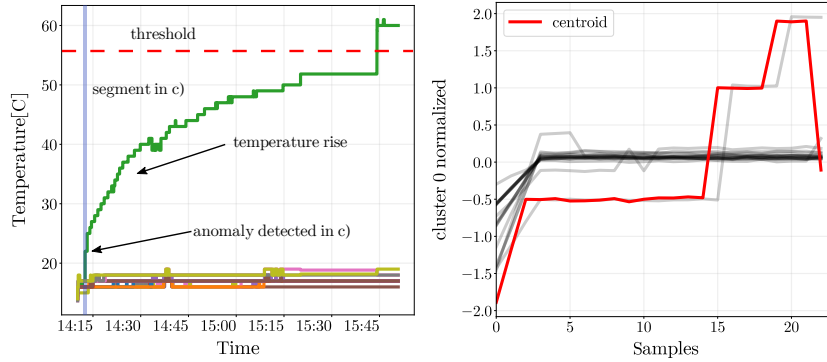 60
50
40
30
20
Temperature[C]
threshold
segment in c)
temperature rise
anomaly detected in c)
14:15
14:30
14:45
15:00
15:15
15:30
15:45
Time
2.0
1.5
1.0
0.5
0.0
−0.5
−1.0
−1.5
−2.0
cluster 0 normalized
centroid
0
5
10
15
20
Samples